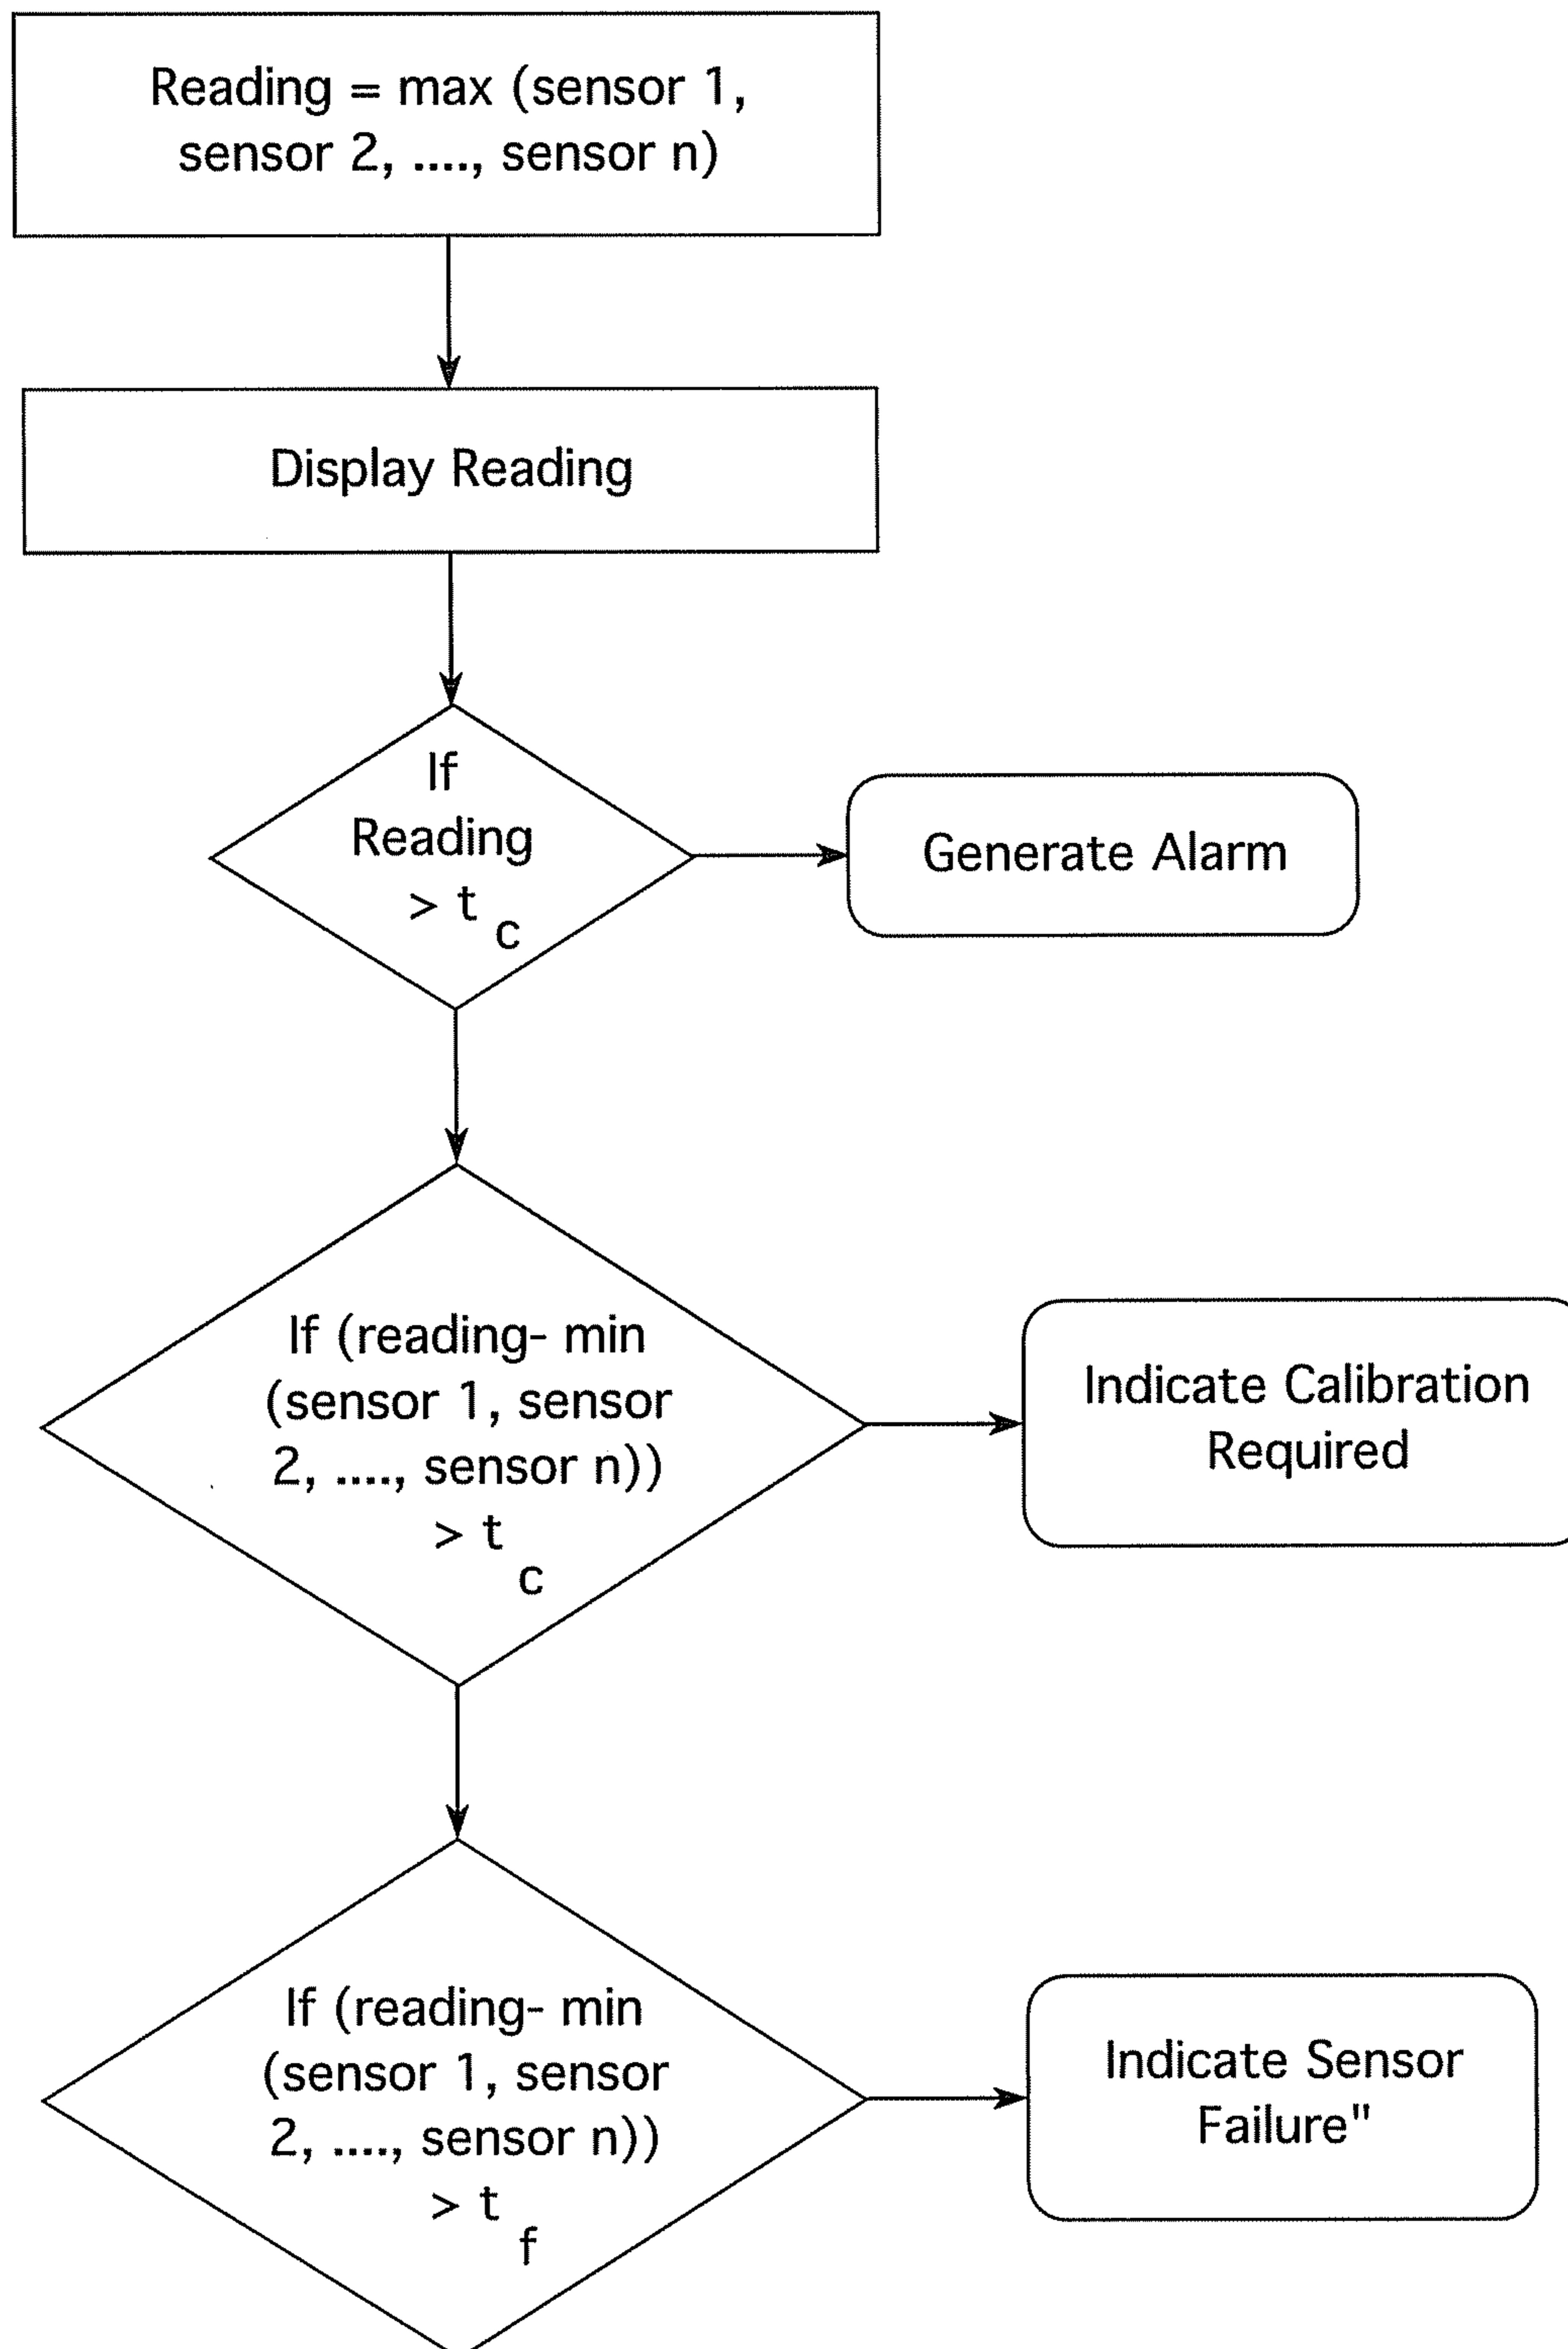 Reading = max (sensor 1,
sensor 2, ...., sensor n)
Display Reading
If
Reading
> t c
Generate Alarm
If (reading- min
(sensor 1, sensor
2, ...., sensor n))
> t c
Indicate Calibration
Required
If (reading- min
(sensor 1, sensor
2, ...., sensor n))
> t f
Indicate Sensor
Failure"